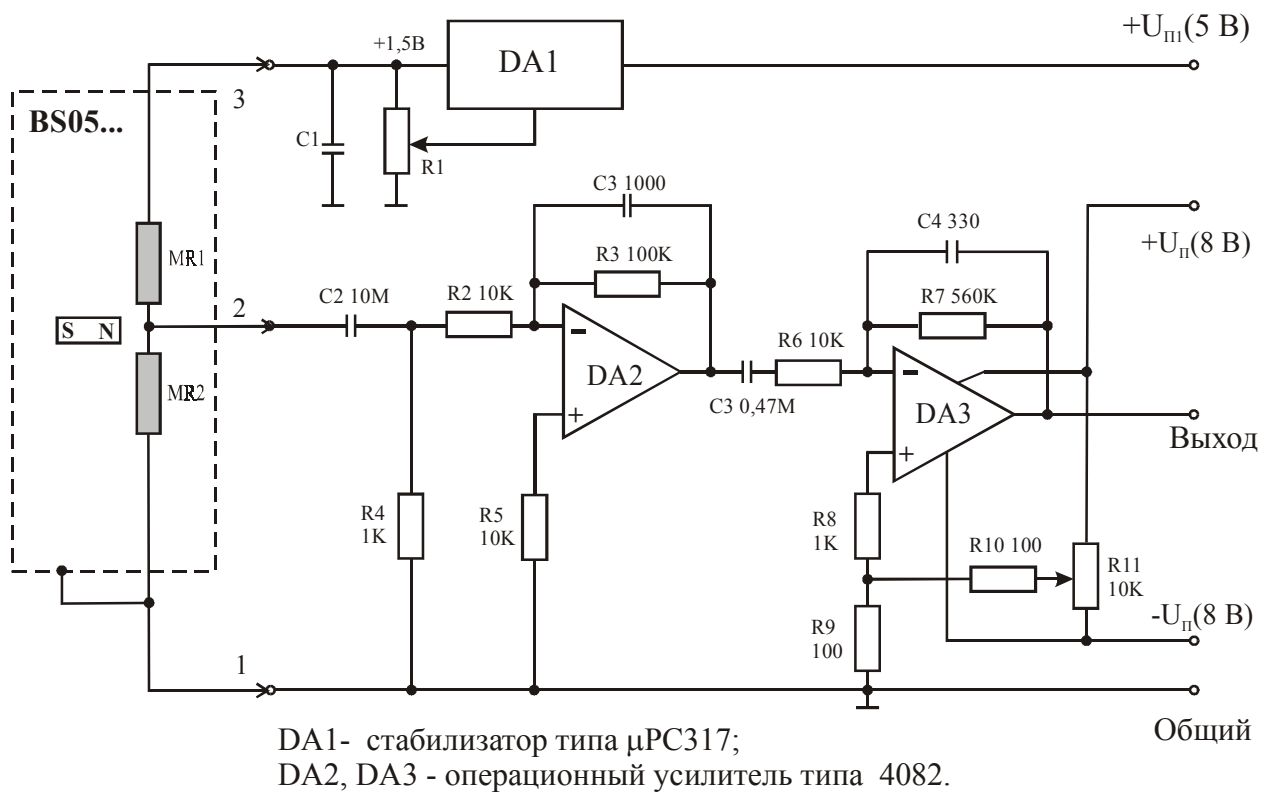 +U П1 (5 В)
+1,5В
DA1
3
BS05...
C1
R1
C3 1000
C4 330
+U П (8 В)
R3 100K
MR1
R7 560K
2
C2 10M
R2 10K
S N
R6 10K
-
DA2
-
MR2
+
C3 0,47M
DA3
Выход
+
R4
1K
R5
10K
R8
1K
R10 100
R11
10K
R9
100
-U П (8 В)
1
Общий
DA1- стабилизатор типа µPC317;
DA2, DA3 - операционный усилитель типа 4082.